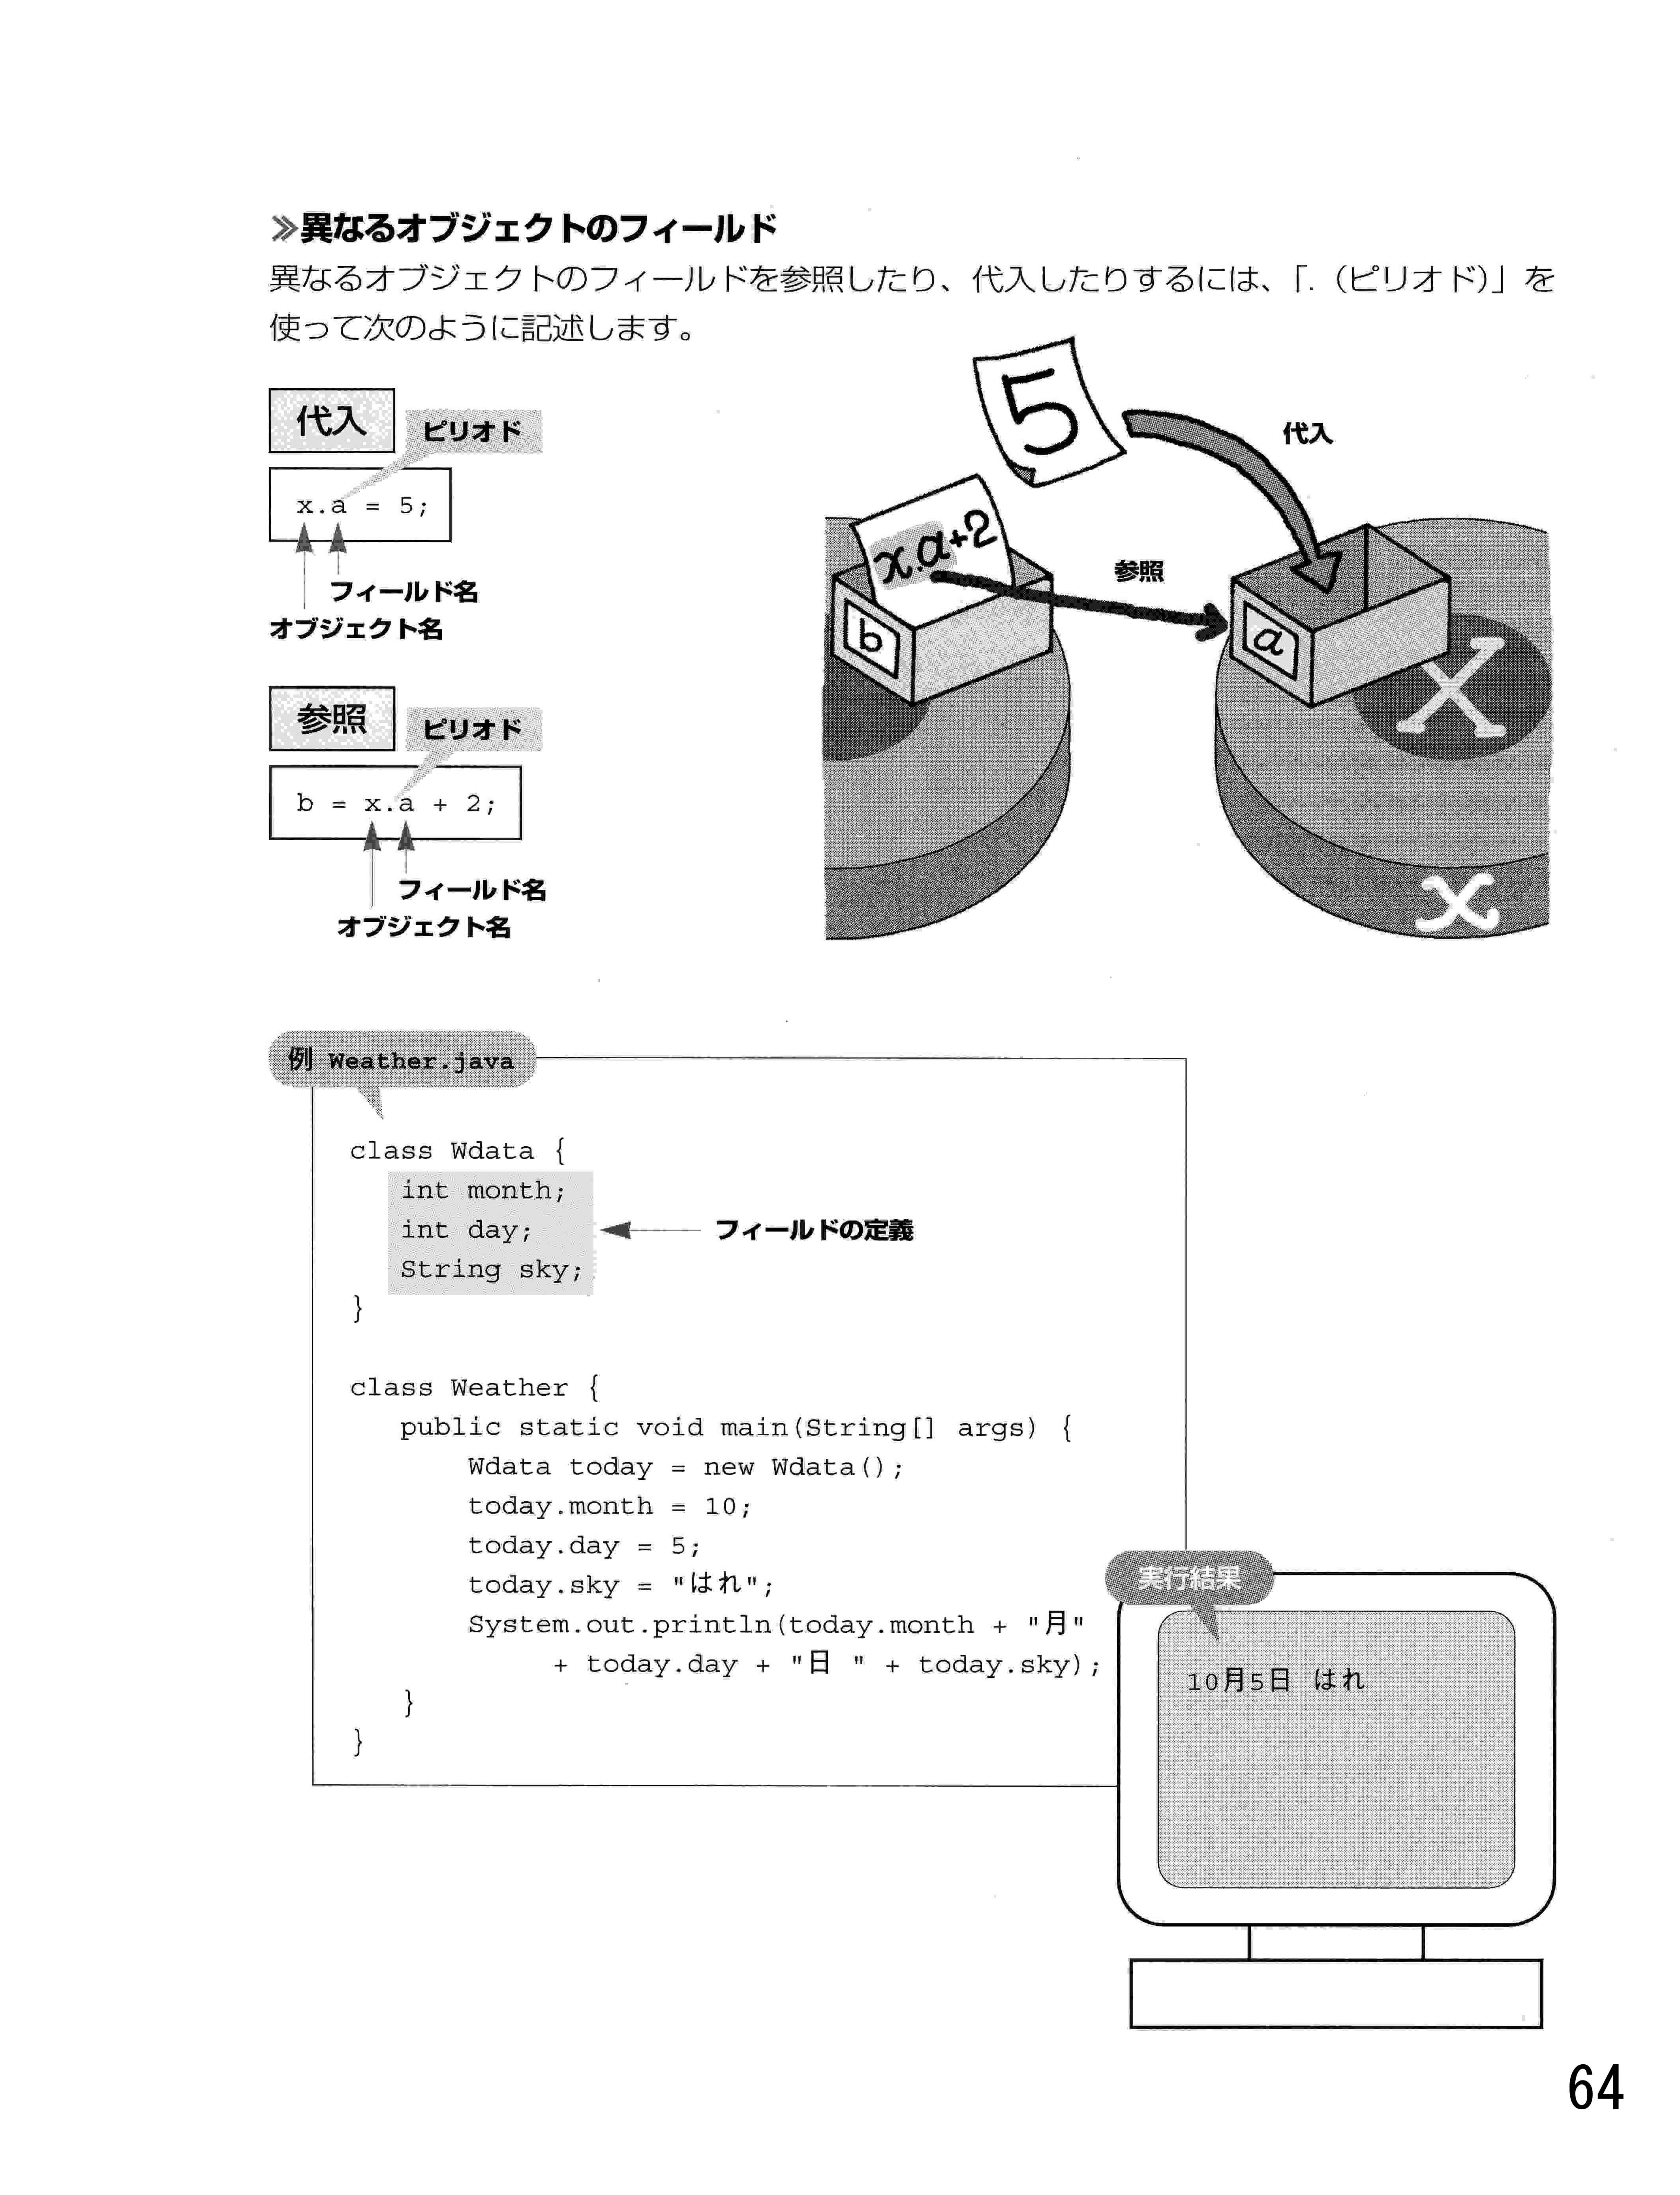 ≫異なるオブジェクトのフィールド
異なるオブジェクトのフィールドを参照したり、代入したりするには、「.（ピリオド）」を
使って次のように記述します。
代入
ピリオド
x.a = 5;
フィールド名
オブジェクト名
参照
ピリオド
b = x.a + 2;
フィールド名
オブジェクト名
5
代入
x.a+2
参照
b
a
X
x
例 Weather.java
class Wdata {
int month;
int day;
String sky;
フィールドの定義
}
class Weather {
public static void main(String[] args) {
Wdata today = new Wdata();
today.month = 10;
today.day = 5;
today.sky = "はれ";
System.out.println(today.month + "月"
+ today.day + "日 " + today.sky);
}
}
実行結果
10月5日 はれ
64